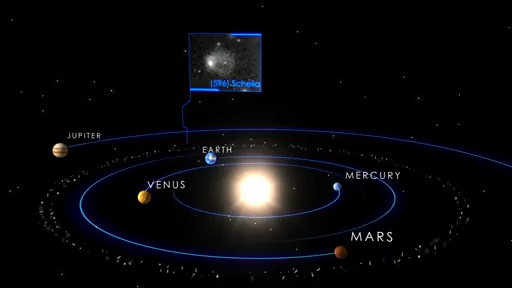 (596) Scheila
JUPITER
EARTH
MERCURY
VENUS
MARS